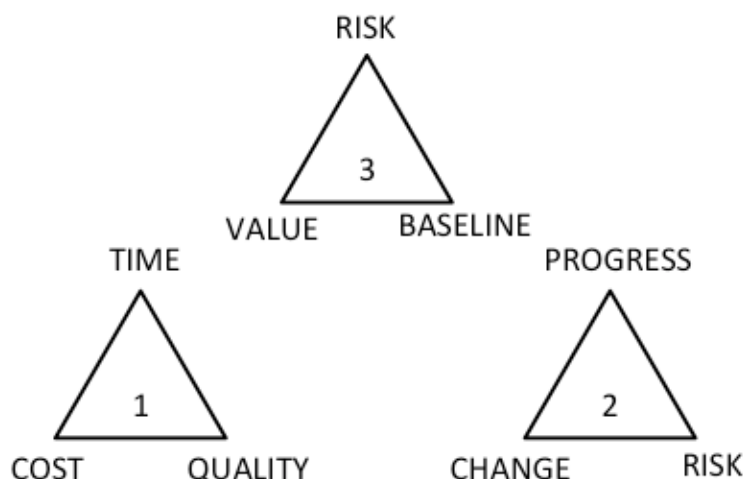 RISK
3
VALUE BASELINE
TIME PROGRESS
1 2
COST QUALITY CHANGE RISK